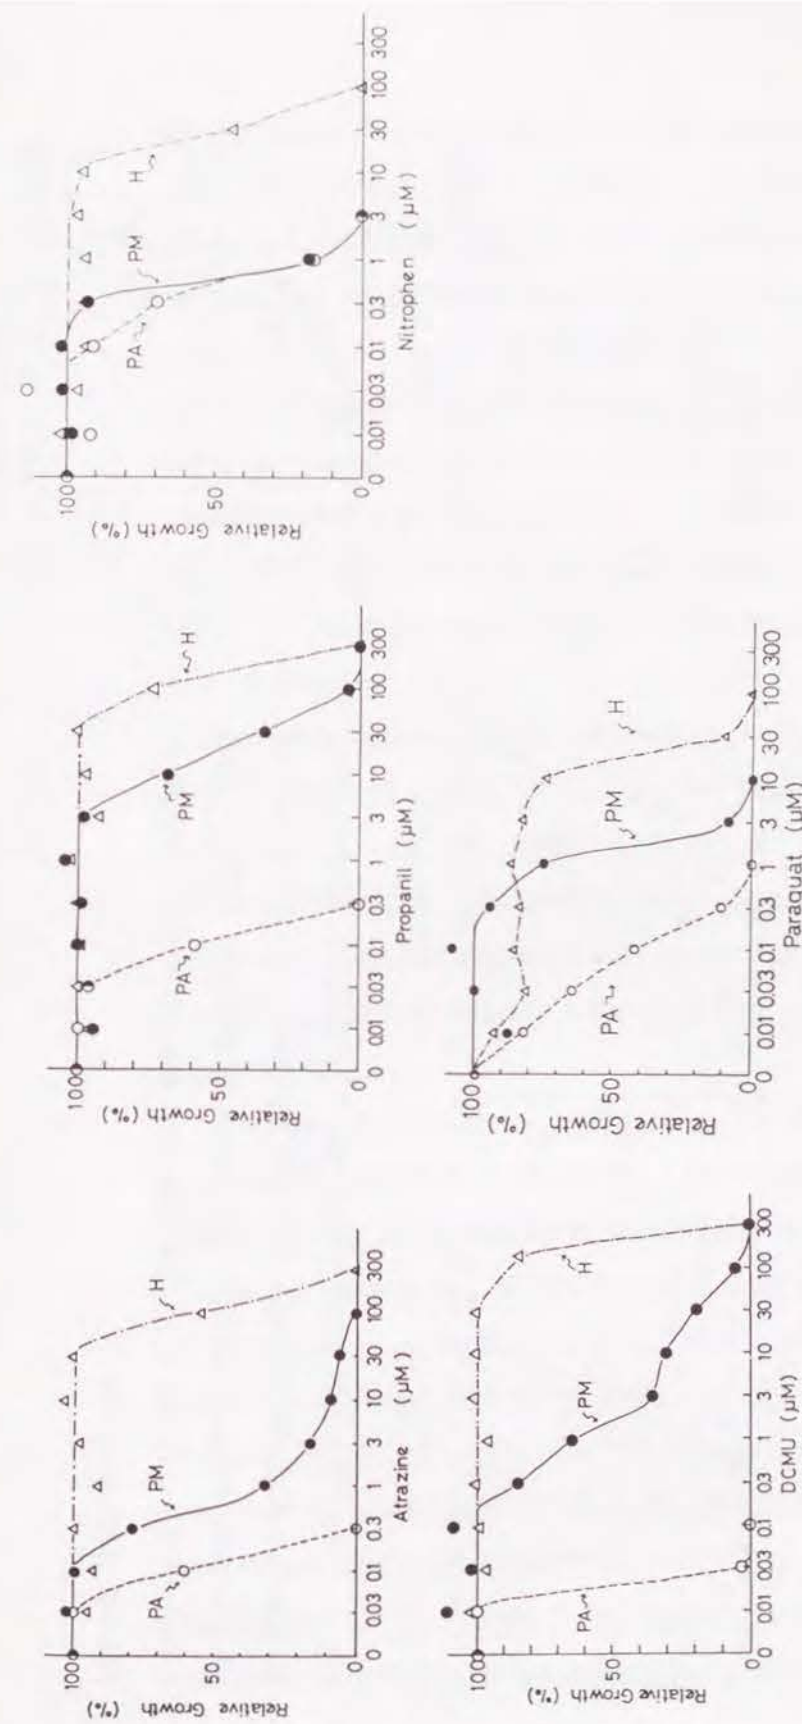 Relative Growth (%)
100
50
0
PA
PM
H
0 0.03 0.1 0.3 1 3 10 30 100 300
Atrazine (μM)
Relative Growth (%)
100
50
0
PA
PM
H
0 0.01 0.03 0.1 0.3 1 3 10 30 100 300
Propanil (μM)
Relative Growth (%)
100
50
0
PA
PM
H
0 0.01 0.03 0.1 0.3 1 3 10 30 100 300
Nitrophen (μM)
Relative Growth (%)
100
50
0
PA
PM
H
0 0.01 0.03 0.1 0.3 1 3 10 30 100 300
DCMU (μM)
Relative Growth (%)
100
50
0
PA
PM
H
0 0.01 0.03 0.1 0.3 1 3 10 30 100 300
Paraquat (μM)